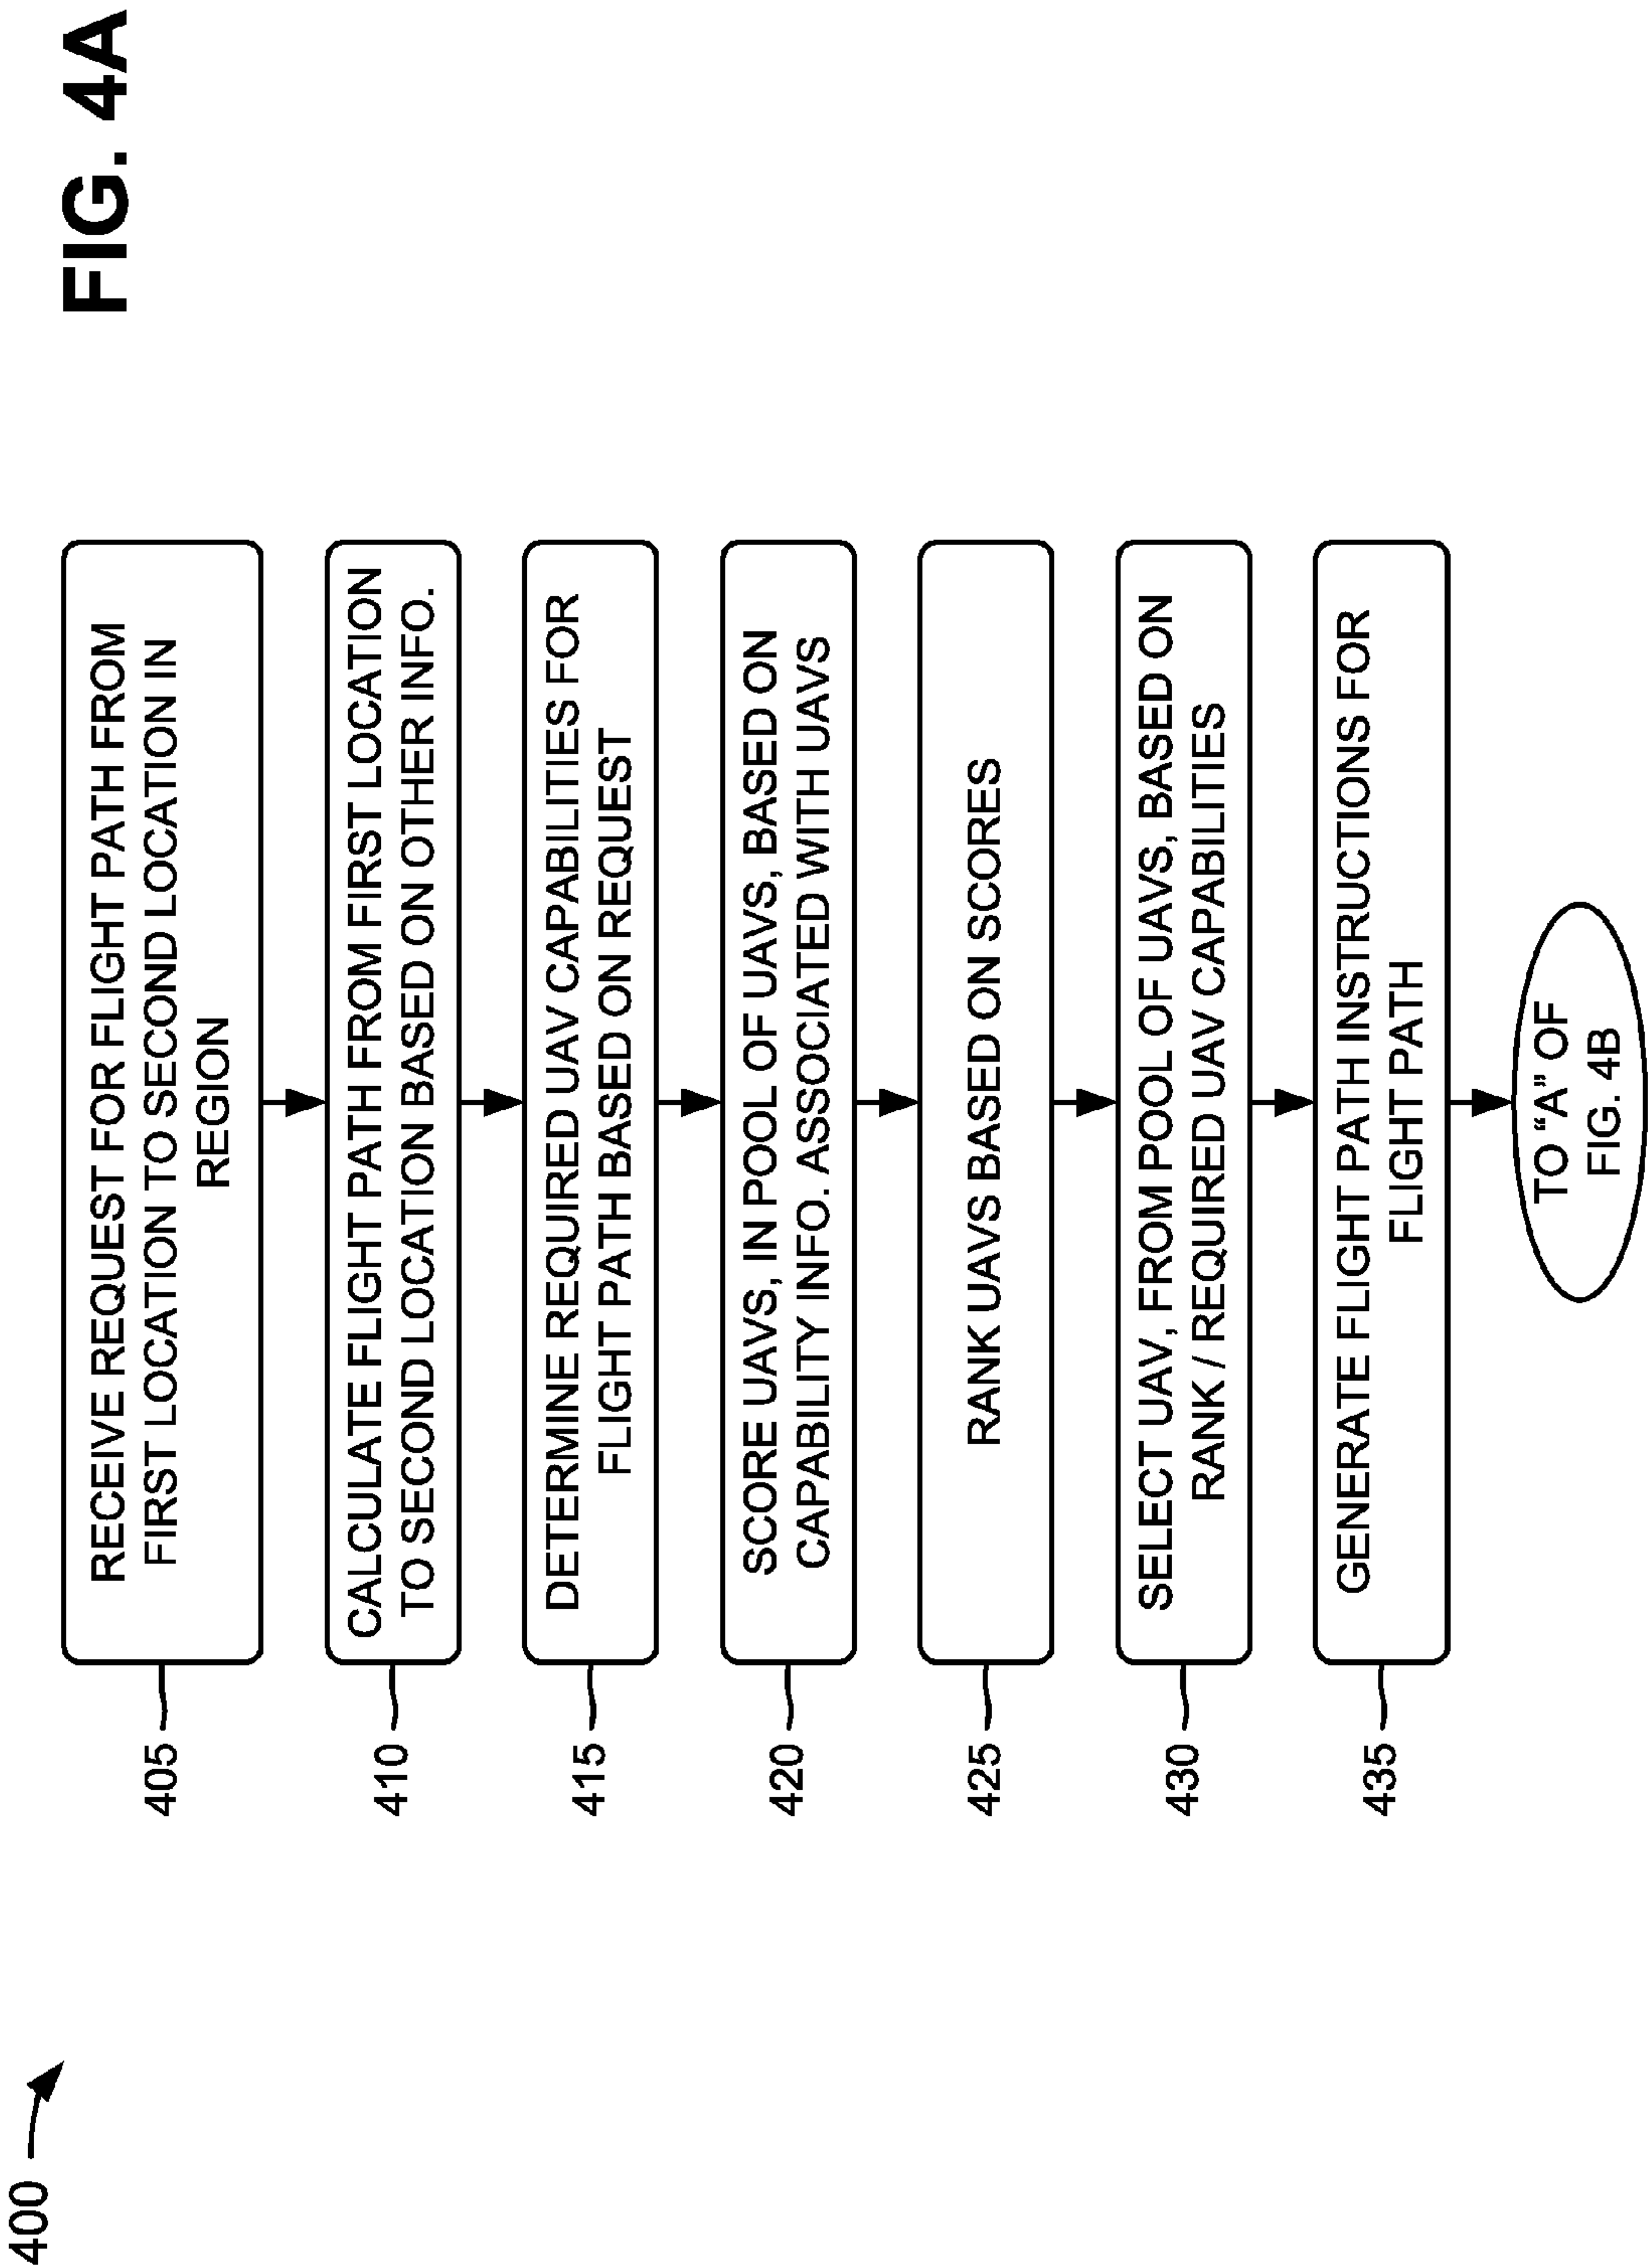 FIG. 4A
400
405
RECEIVE REQUEST FOR FLIGHT PATH FROM
FIRST LOCATION TO SECOND LOCATION IN
REGION
410
CALCULATE FLIGHT PATH FROM FIRST LOCATION
TO SECOND LOCATION BASED ON OTHER INFO.
415
DETERMINE REQUIRED UAV CAPABILITIES FOR
FLIGHT PATH BASED ON REQUEST
420
SCORE UAVS, IN POOL OF UAVS, BASED ON
CAPABILITY INFO. ASSOCIATED WITH UAVS
425
RANK UAVS BASED ON SCORES
430
SELECT UAV, FROM POOL OF UAVS, BASED ON
RANK / REQUIRED UAV CAPABILITIES
435
GENERATE FLIGHT PATH INSTRUCTIONS FOR
FLIGHT PATH
TO “A” OF
FIG. 4B